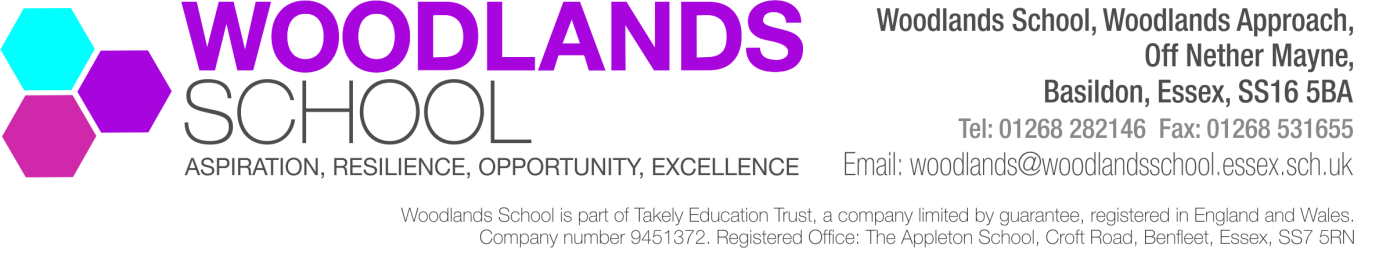 WOODLANDS
SCHOOL
ASPIRATION, RESILIENCE, OPPORTUNITY, EXCELLENCE
Woodlands School, Woodlands Approach,
Off Nether Mayne,
Basildon, Essex, SS16 5BA
Tel: 01268 282146 Fax: 01268 531655
Email: woodlands@woodlandsschool.essex.sch.uk
Woodlands School is part of Takely Education Trust, a company limited by guarantee, registered in England and Wales.
Company number 9451372. Registered Office: The Appleton School, Croft Road, Benfleet, Essex, SS7 5RN